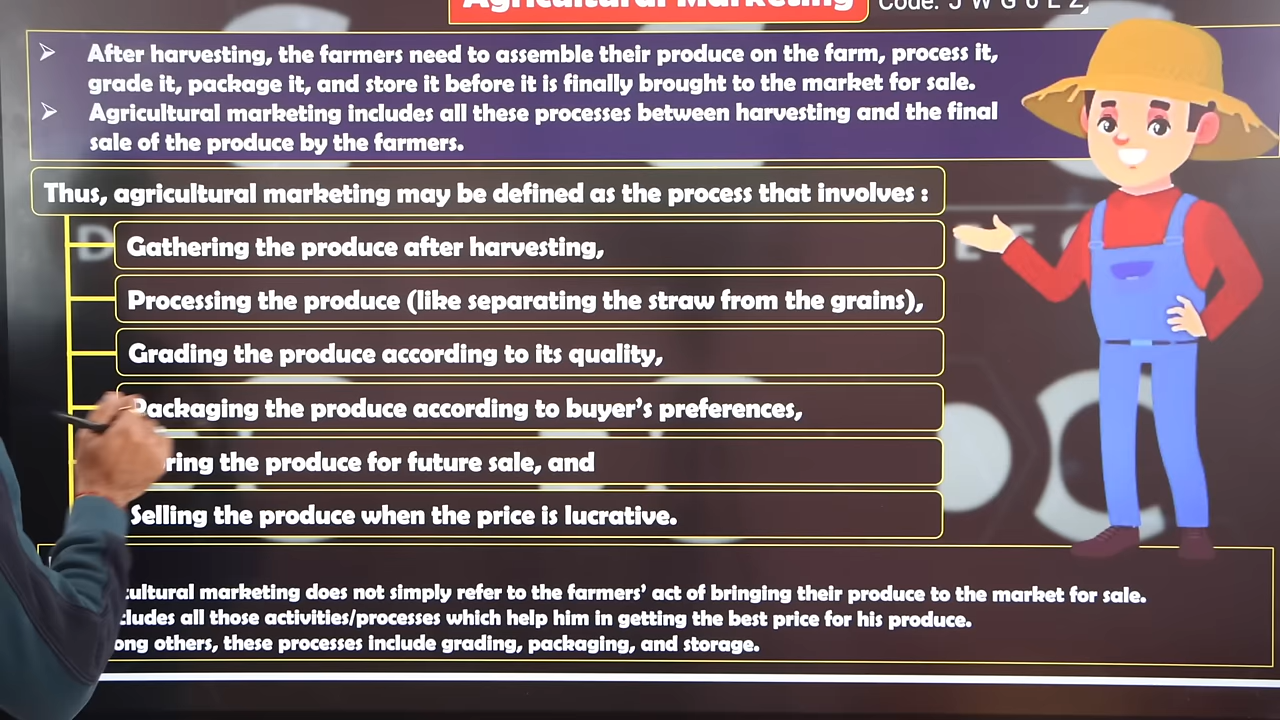 Agricultural Marketing
Code: J W G 6 L Z
After harvesting, the farmers need to assemble their produce on the farm, process it,
grade it, package it, and store it before it is finally brought to the market for sale.
Agricultural marketing includes all these processes between harvesting and the final
sale of the produce by the farmers.
Thus, agricultural marketing may be defined as the process that involves :
Gathering the produce after harvesting,
Processing the produce (like separating the straw from the grains),
Grading the produce according to its quality,
Packaging the produce according to buyer's preferences,
ring the produce for future sale, and
Selling the produce when the price is lucrative.
cultural marketing does not simply refer to the farmers' act of bringing their produce to the market for sale.
cludes all those activities/processes which help him in getting the best price for his produce.
ong others, these processes include grading, packaging, and storage.